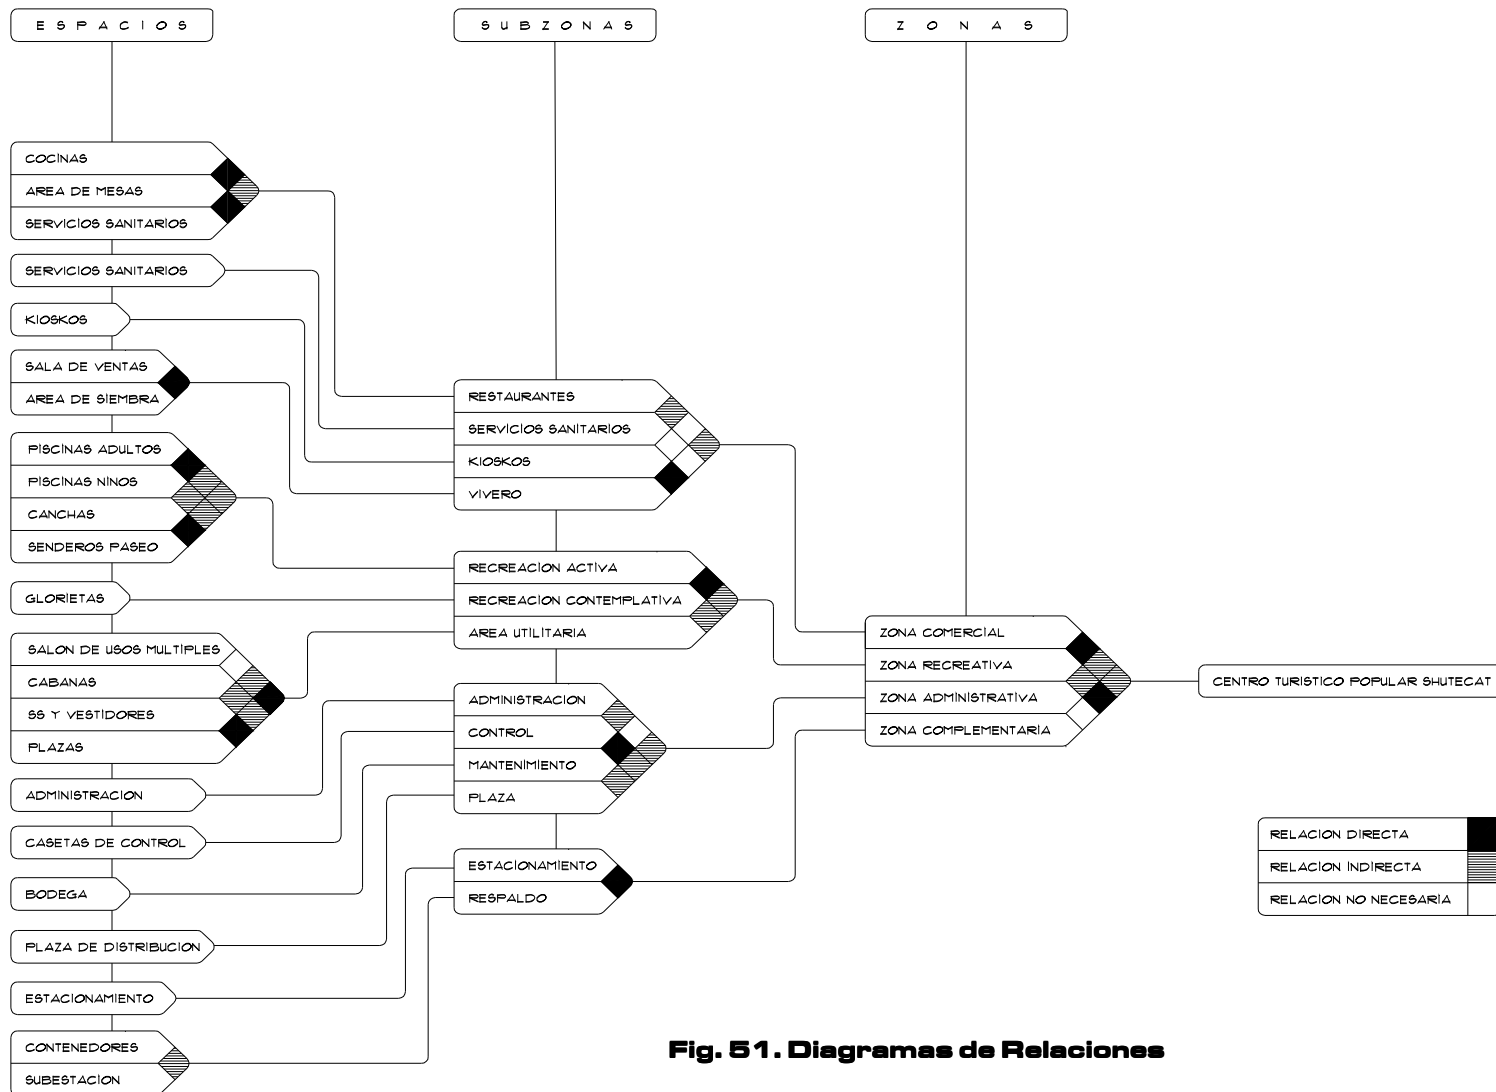 ESPACIOS
SUBZONAS
ZONAS
COCINAS
AREA DE MESAS
SERVICIOS SANITARIOS
SERVICIOS SANITARIOS
KIOSKOS
SALA DE VENTAS
AREA DE SIEMBRA
PISCINAS ADULTOS
PISCINAS NINOS
CANCHAS
SENDEROS PASEO
GLORIETAS
SALON DE USOS MULTIPLES
CABANAS
SS Y VESTIDORES
PLAZAS
ADMINISTRACION
CASETAS DE CONTROL
BODEGA
PLAZA DE DISTRIBUCION
ESTACIONAMIENTO
CONTENEDORES
SUBESTACION
RESTAURANTES
SERVICIOS SANITARIOS
KIOSKOS
VIVERO
RECREACION ACTIVA
RECREACION CONTEMPLATIVA
AREA UTILITARIA
ADMINISTRACION
CONTROL
MANTENIMIENTO
PLAZA
ESTACIONAMIENTO
RESPALDO
ZONA COMERCIAL
ZONA RECREATIVA
ZONA ADMINISTRATIVA
ZONA COMPLEMENTARIA
CENTRO TURISTICO POPULAR SHUTECAT
RELACION DIRECTA
RELACION INDIRECTA
RELACION NO NECESARIA
Fig. 51. Diagramas de Relaciones